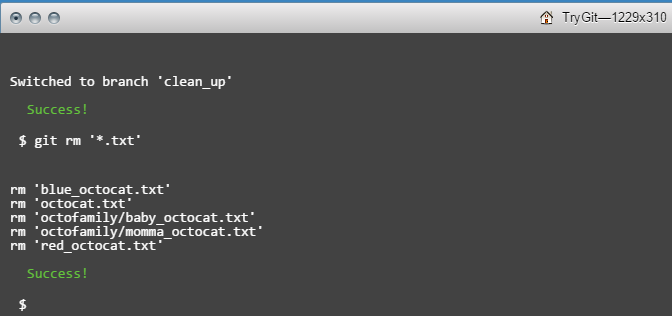 TryGit—1229x310
Switched to branch 'clean_up'
Success!
$ git rm '*.txt'
rm 'blue_octocat.txt'
rm 'octocat.txt'
rm 'octofamily/baby_octocat.txt'
rm 'octofamily/momma_octocat.txt'
rm 'red_octocat.txt'
Success!
$